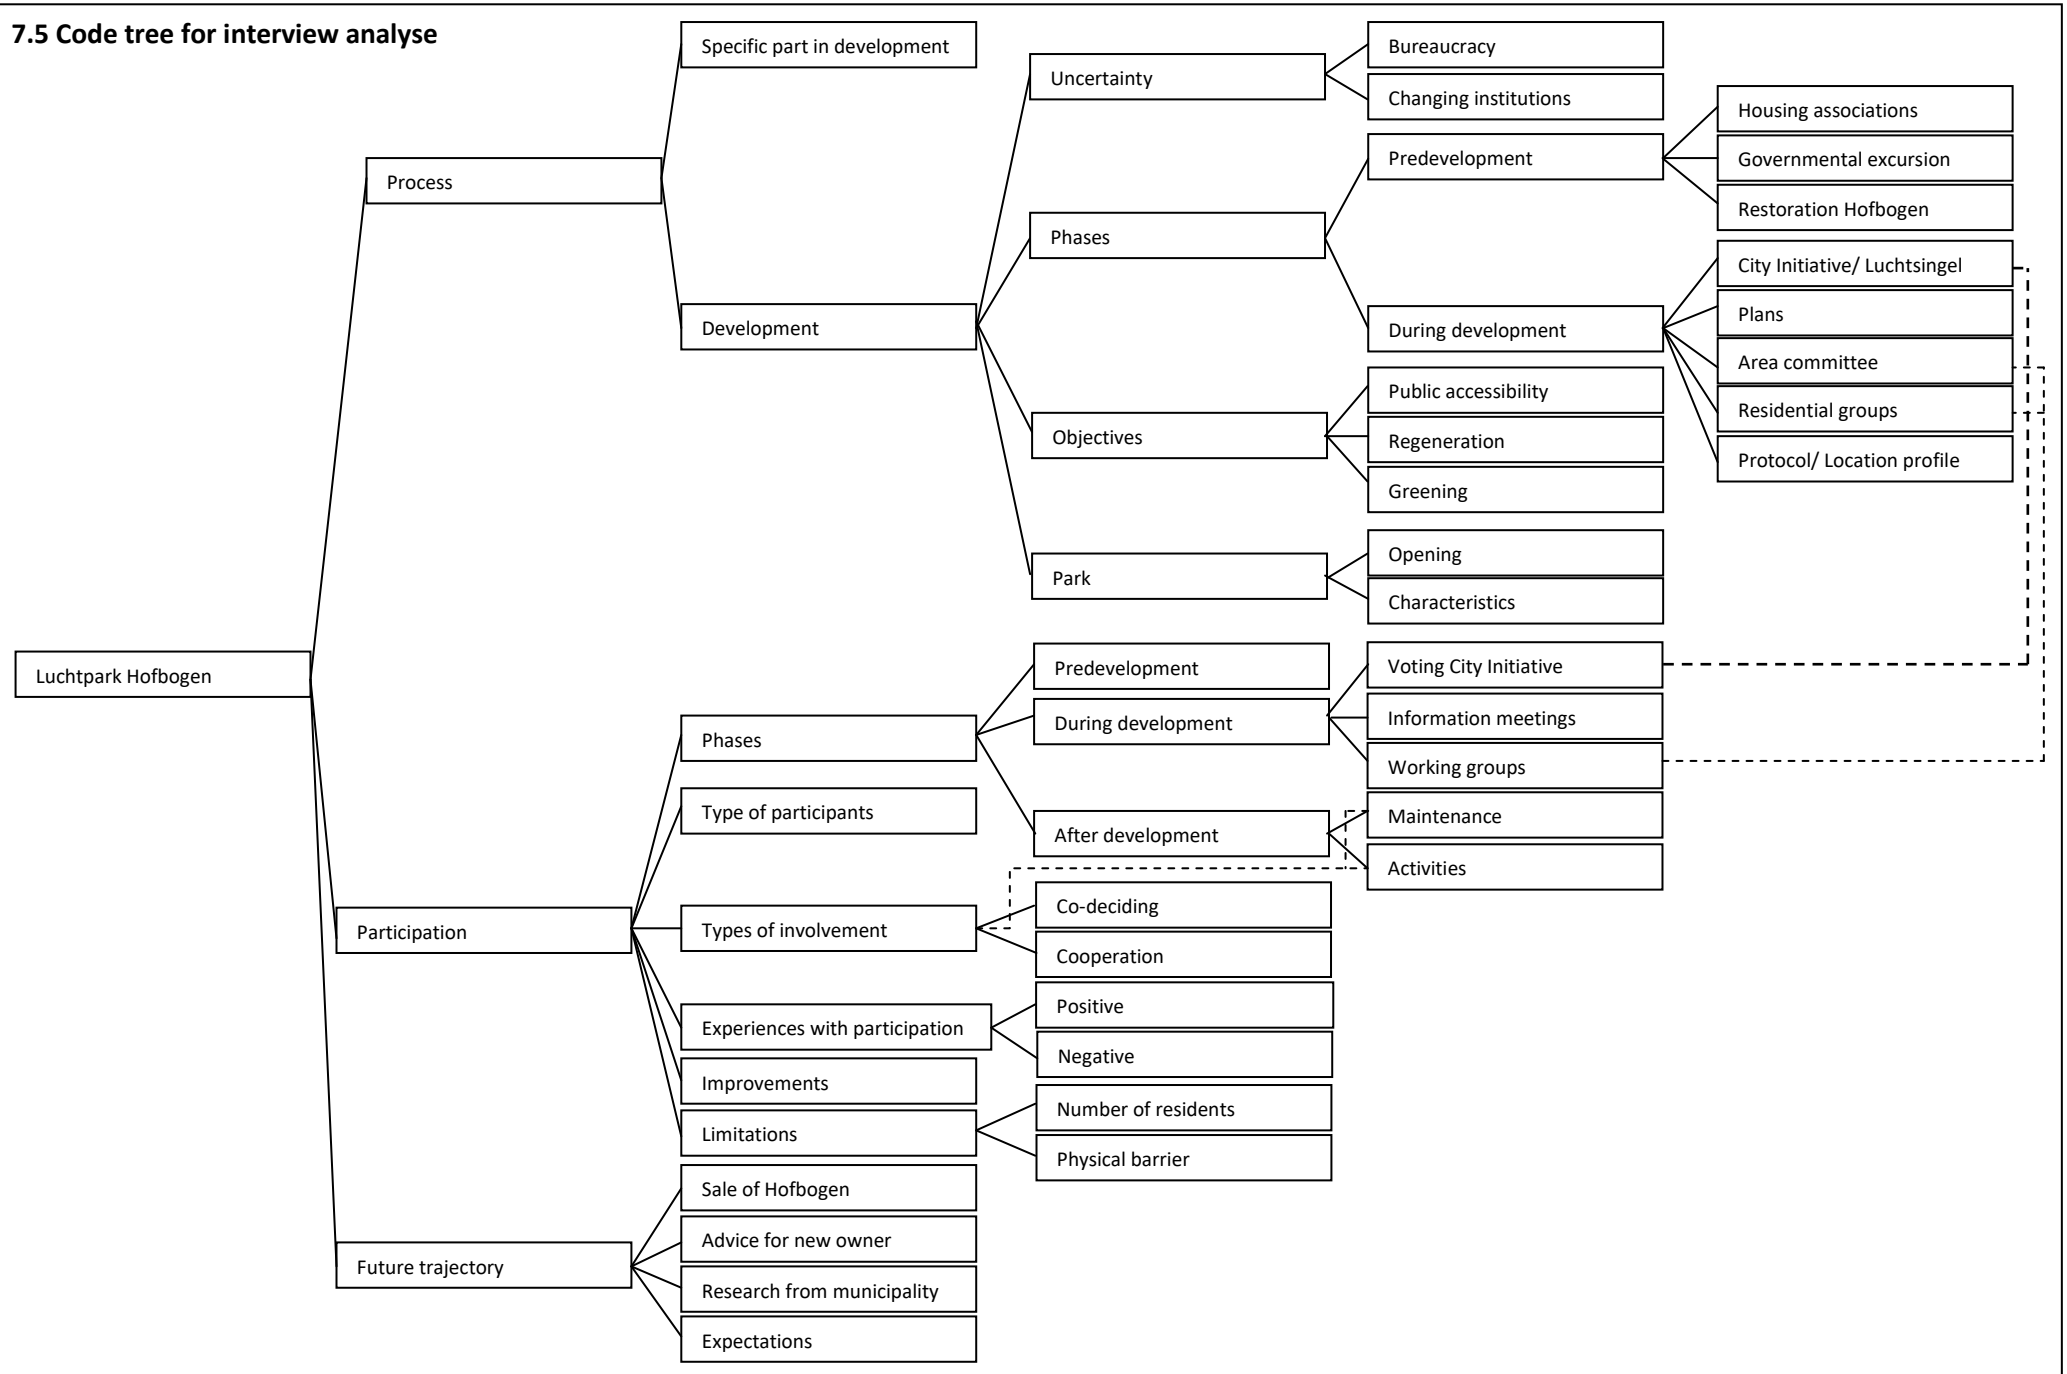 7.5 Code tree for interview analyse
Luchtpark Hofbogen
Process
Specific part in development
Development
Uncertainty
Bureaucracy
Changing institutions
Phases
Predevelopment
Housing associations
Governmental excursion
Restoration Hofbogen
During development
City Initiative/ Luchtsingel
Plans
Area committee
Residential groups
Protocol/ Location profile
Objectives
Public accessibility
Regeneration
Greening
Park
Opening
Characteristics
Participation
Phases
Predevelopment
During development
Voting City Initiative
Information meetings
Working groups
After development
Maintenance
Activities
Type of participants
Types of involvement
Co-deciding
Cooperation
Experiences with participation
Positive
Negative
Improvements
Limitations
Number of residents
Physical barrier
Future trajectory
Sale of Hofbogen
Advice for new owner
Research from municipality
Expectations